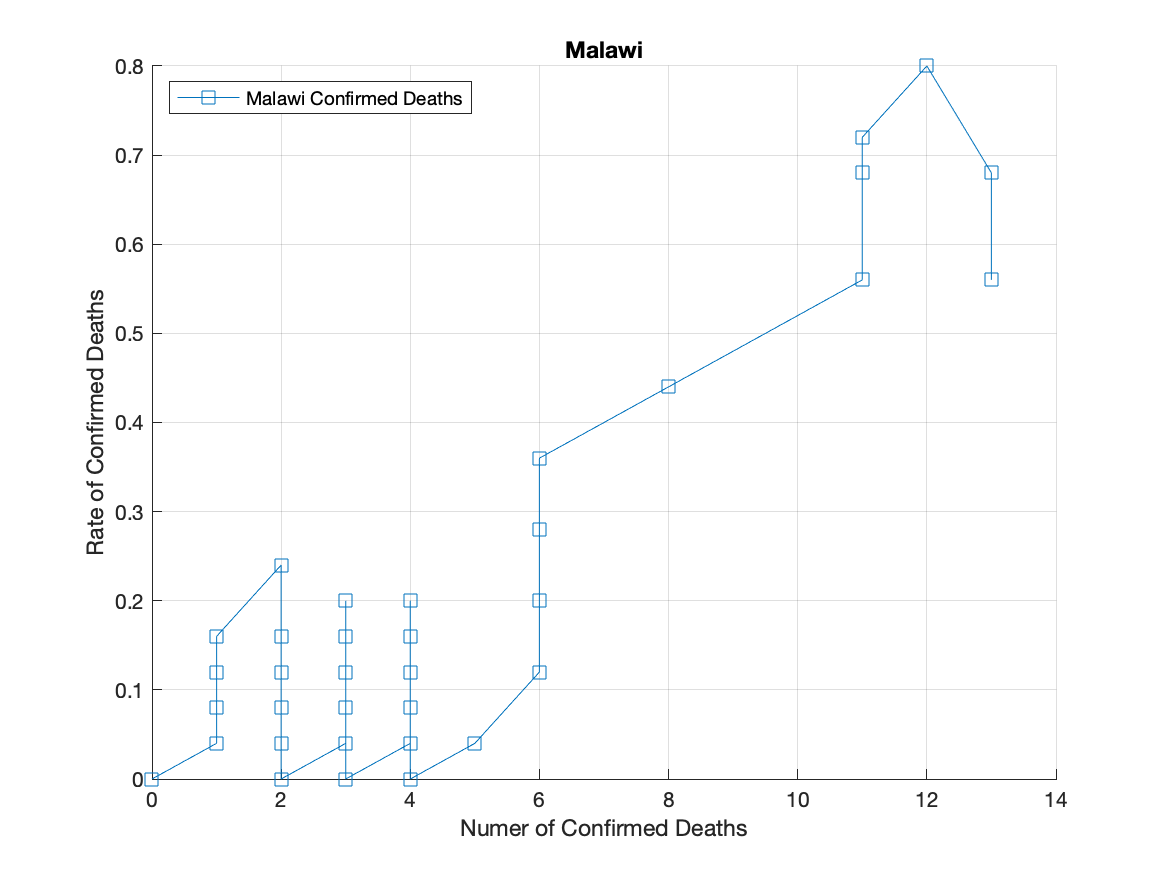 Malawi
Malawi Confirmed Deaths
0.8
0.7
0.6
0.5
0.4
0.3
0.2
0.1
0
Rate of Confirmed Deaths
0 2 4 6 8 10 12 14
Numer of Confirmed Deaths